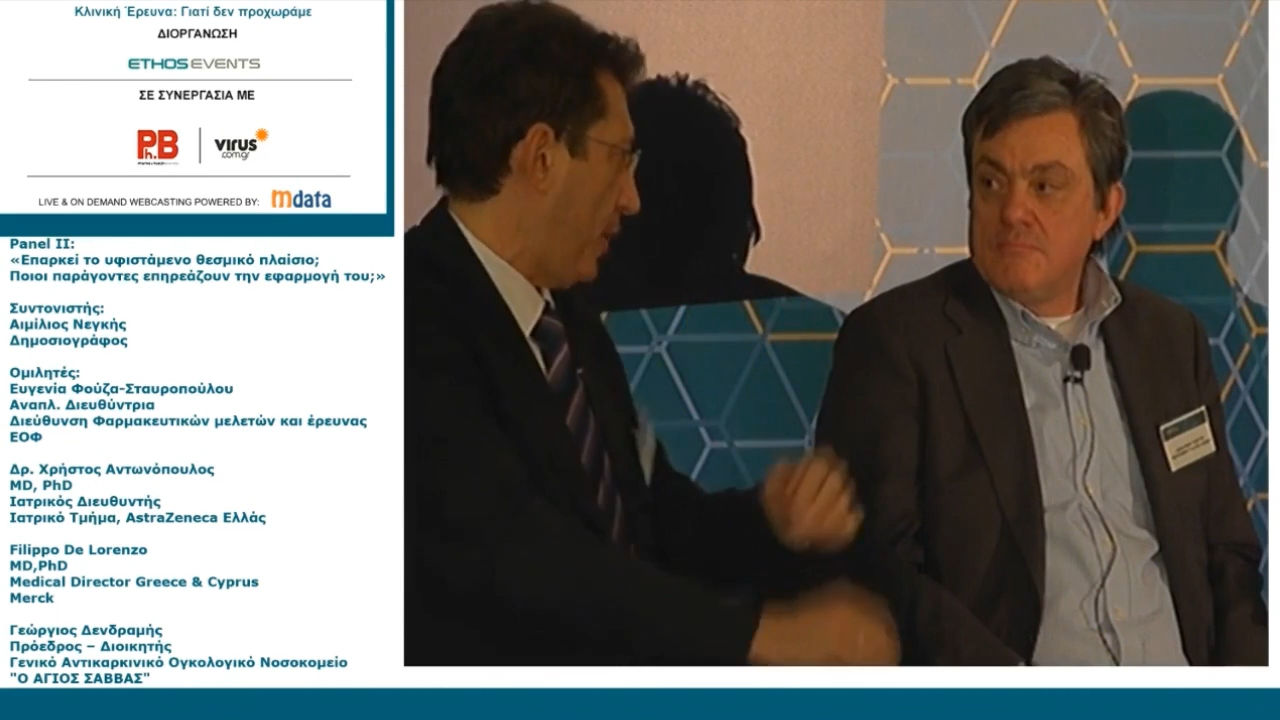 Κλινική Έρευνα: Γιατί δεν προχωράμε
ΔΙΟΡΓΑΝΩΣΗ
ETHOSEVENTS
ΣΕ ΣΥΝΕΡΓΑΣΙΑ ΜΕ
Ph.B
VIRUS
.com.gr
LIVE & ON DEMAND WEBCASTING POWERED BY: mdata
Panel II:
«Επαρκεί το υφιστάμενο θεσμικό πλαίσιο;
Ποιοι παράγοντες επηρεάζουν την εφαρμογή του;»
Συντονιστής:
Αιμίλιος Νεγκής
Δημοσιογράφος
Ομιλητές:
Ευγενία Φούζα-Σταυροπούλου
Αναπλ. Διευθύντρια
Διεύθυνση Φαρμακευτικών μελετών και έρευνας
ΕΟΦ
Δρ. Χρήστος Αντωνόπουλος
MD, PhD
Ιατρικός Διευθυντής
Ιατρικό Τμήμα, AstraZeneca Ελλάς
Filippo De Lorenzo
MD,PhD
Medical Director Greece & Cyprus
Merck
Γεώργιος Δενδραμής
Πρόεδρος – Διοικητής
Γενικό Αντικαρκινικό Ογκολογικό Νοσοκομείο
"Ο ΑΓΙΟΣ ΣΑΒΒΑΣ"